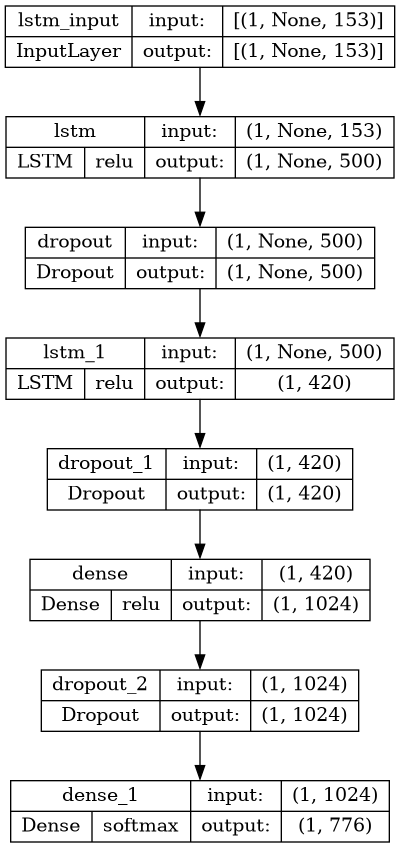 lstm_input input: [(1, None, 153)]
InputLayer output: [(1, None, 153)]
lstm input: (1, None, 153)
LSTM relu output: (1, None, 500)
dropout input: (1, None, 500)
Dropout output: (1, None, 500)
lstm_1 input: (1, None, 500)
LSTM relu output: (1, 420)
dropout_1 input: (1, 420)
Dropout output: (1, 420)
dense input: (1, 420)
Dense relu output: (1, 1024)
dropout_2 input: (1, 1024)
Dropout output: (1, 1024)
dense_1 input: (1, 1024)
Dense softmax output: (1, 776)